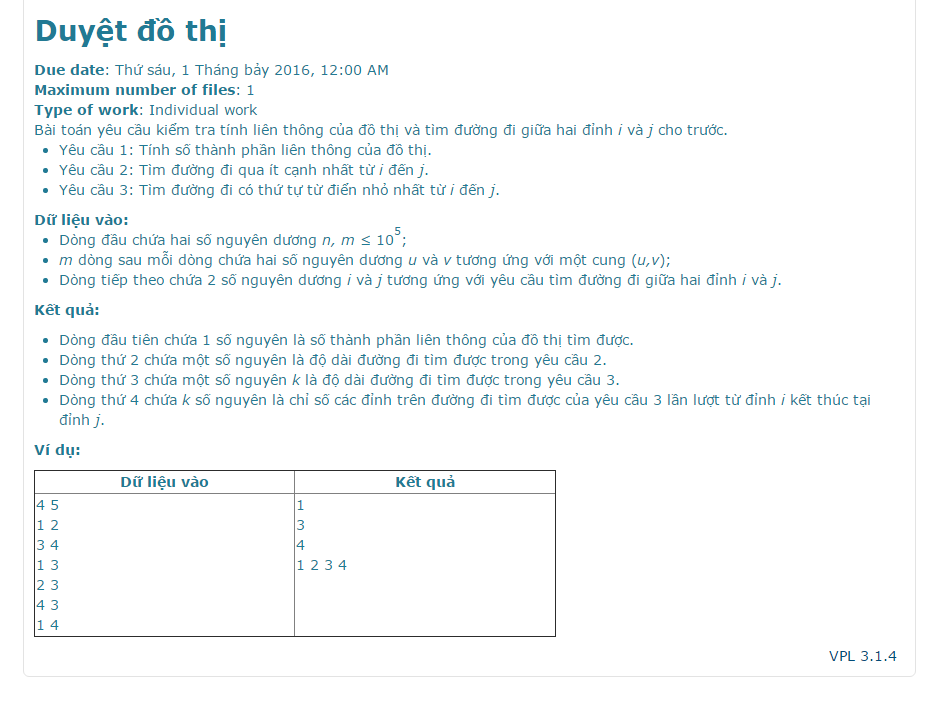 Duyệt đồ thị
Due date: Thứ sáu, 1 Tháng bảy 2016, 12:00 AM
Maximum number of files: 1
Type of work: Individual work
Bài toán yêu cầu kiểm tra tính liên thông của đồ thị và tìm đường đi giữa hai đỉnh i và j cho trước.
• Yêu cầu 1: Tính số thành phần liên thông của đồ thị.
• Yêu cầu 2: Tìm đường đi qua ít cạnh nhất từ i đến j.
• Yêu cầu 3: Tìm đường đi có thứ tự từ điển nhỏ nhất từ i đến j.
Dữ liệu vào:
• Dòng đầu chứa hai số nguyên dương n, m ≤ 10^5;
• m dòng sau mỗi dòng chứa hai số nguyên dương u và v tương ứng với một cung (u,v);
• Dòng tiếp theo chứa 2 số nguyên dương i và j tương ứng với yêu cầu tìm đường đi giữa hai đỉnh i và j.
Kết quả:
• Dòng đầu tiên chứa 1 số nguyên là số thành phần liên thông của đồ thị tìm được.
• Dòng thứ 2 chứa một số nguyên là độ dài đường đi tìm được trong yêu cầu 2.
• Dòng thứ 3 chứa một số nguyên k là độ dài đường đi tìm được trong yêu cầu 3.
• Dòng thứ 4 chứa k số nguyên là chỉ số các đỉnh trên đường đi tìm được của yêu cầu 3 lần lượt từ đỉnh i kết thúc tại
đỉnh j.
Ví dụ:
Dữ liệu vào Kết quả
4 5 1
1 2 3
3 4 4
1 3 1 2 3 4
2 3
4 3
1 4
VPL 3.1.4